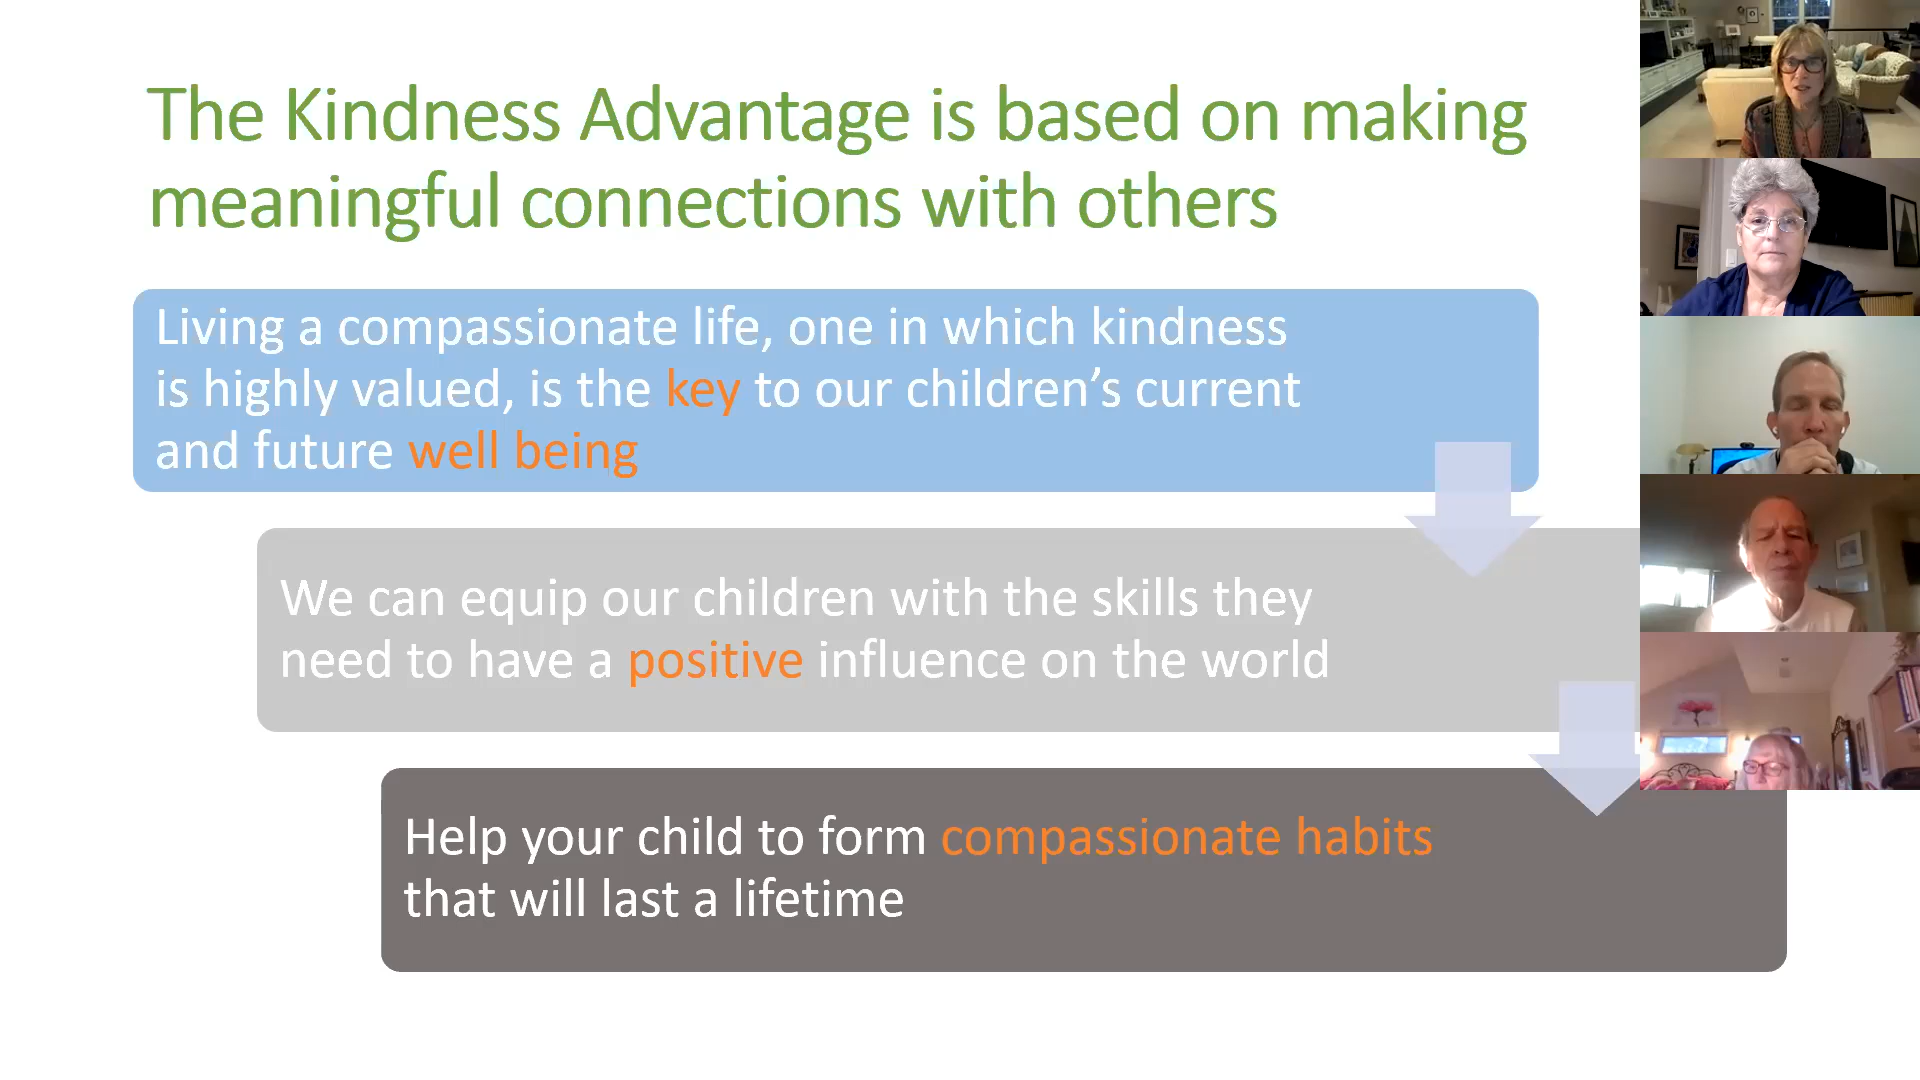 The Kindness Advantage is based on making
meaningful connections with others
Living a compassionate life, one in which kindness
is highly valued, is the key to our children’s current
and future well being
We can equip our children with the skills they
need to have a positive influence on the world
Help your child to form compassionate habits
that will last a lifetime